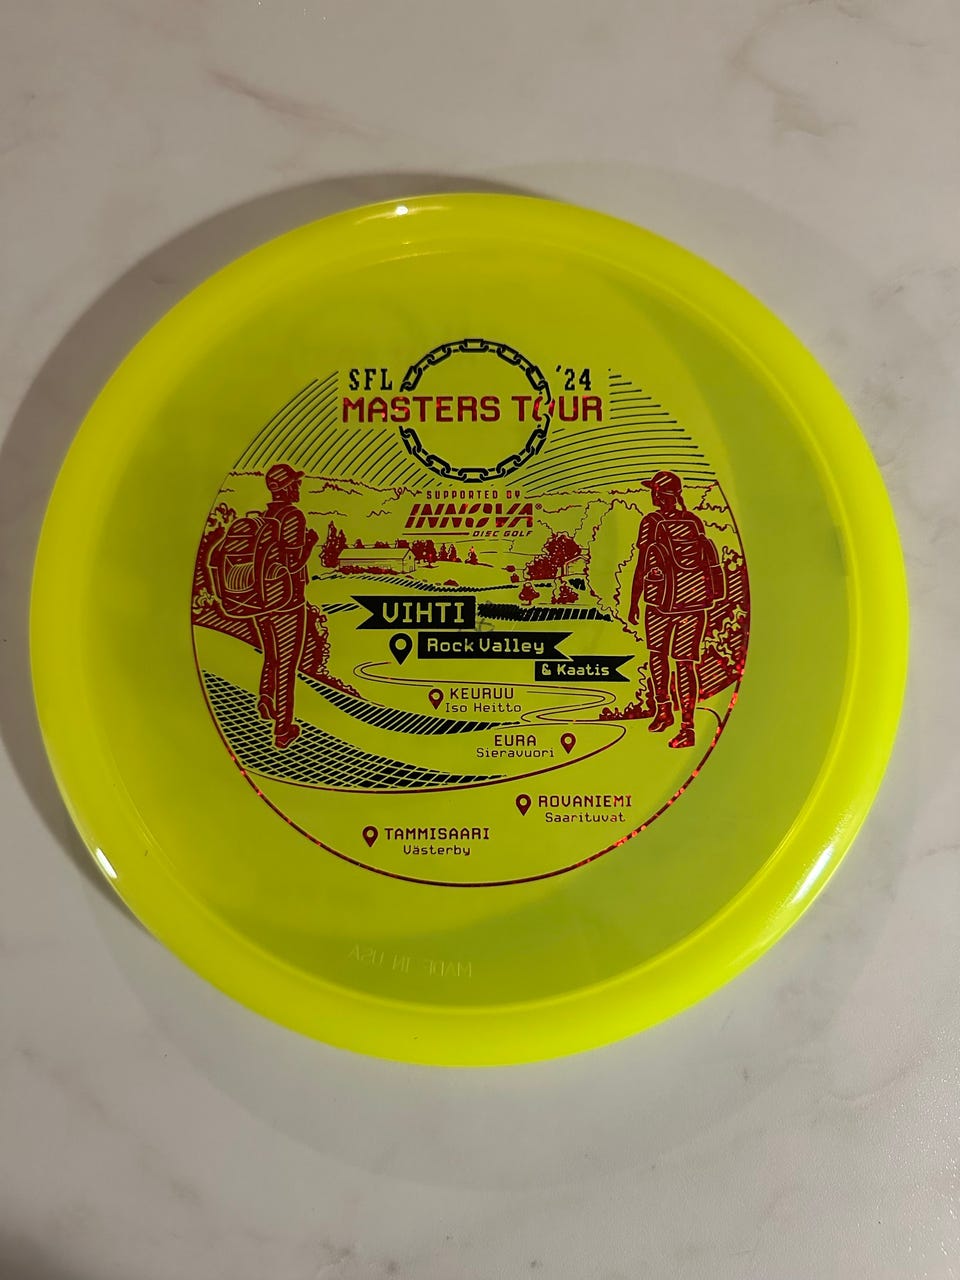 SFL '24
MASTERS TOUR
SUPPORTED BY
INNOVA®
DISC GOLF
VIHTI
Rock Valley
& Kaatis
KEURUU
Iso Heitto
EURA
Sieravuori
ROVANIEMI
Saarituvat
TAMMISAARI
Västerby
MADE IN USA